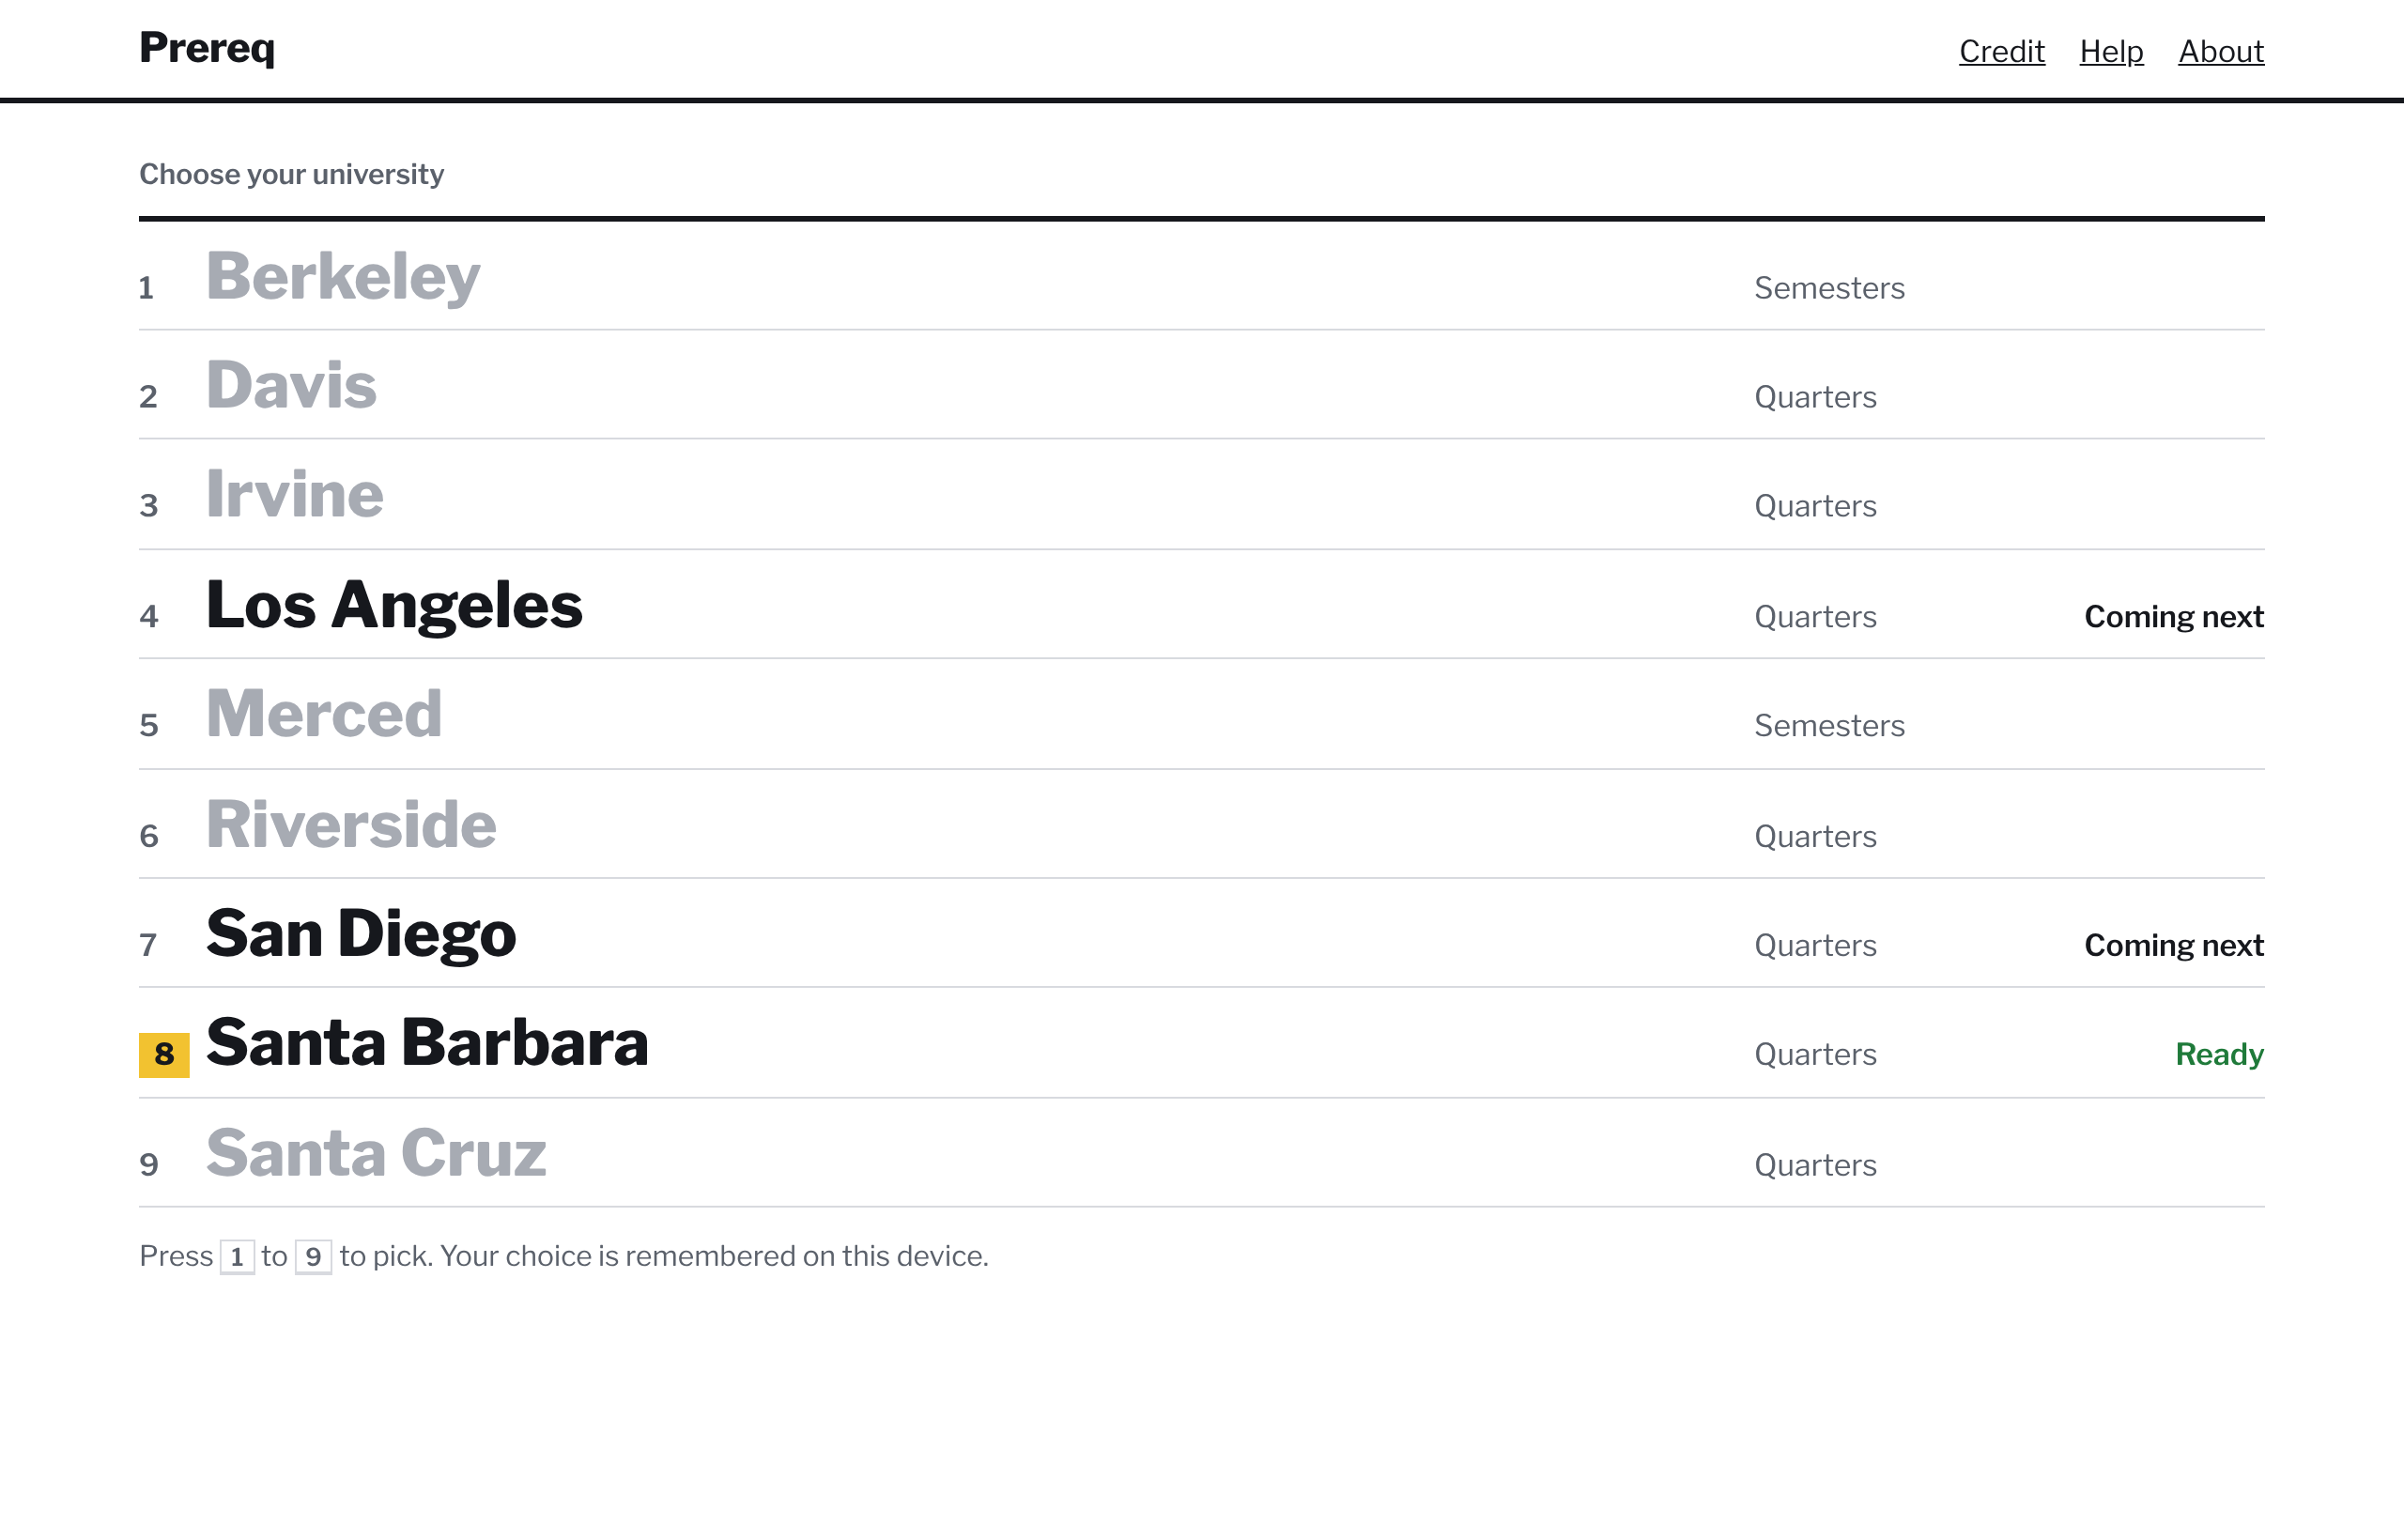 Prereq
Credit Help About
Choose your university
1 Berkeley Semesters
2 Davis Quarters
3 Irvine Quarters
4 Los Angeles Quarters Coming next
5 Merced Semesters
6 Riverside Quarters
7 San Diego Quarters Coming next
8 Santa Barbara Quarters Ready
9 Santa Cruz Quarters
Press 1 to 9 to pick. Your choice is remembered on this device.